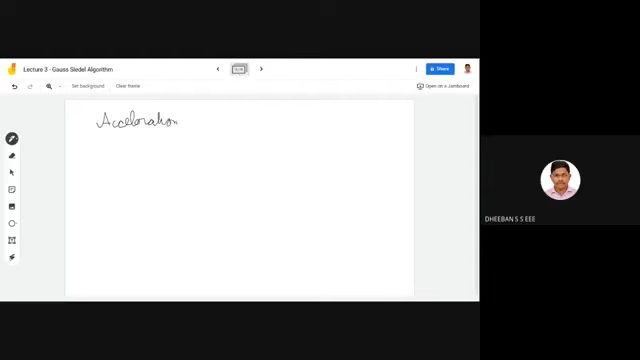 Lecture 3 - Gauss Siedel Algorithm
Share
Set background
Clear frame
Open on a Jamboard
Acceleration
DHEEBAN S S EEE